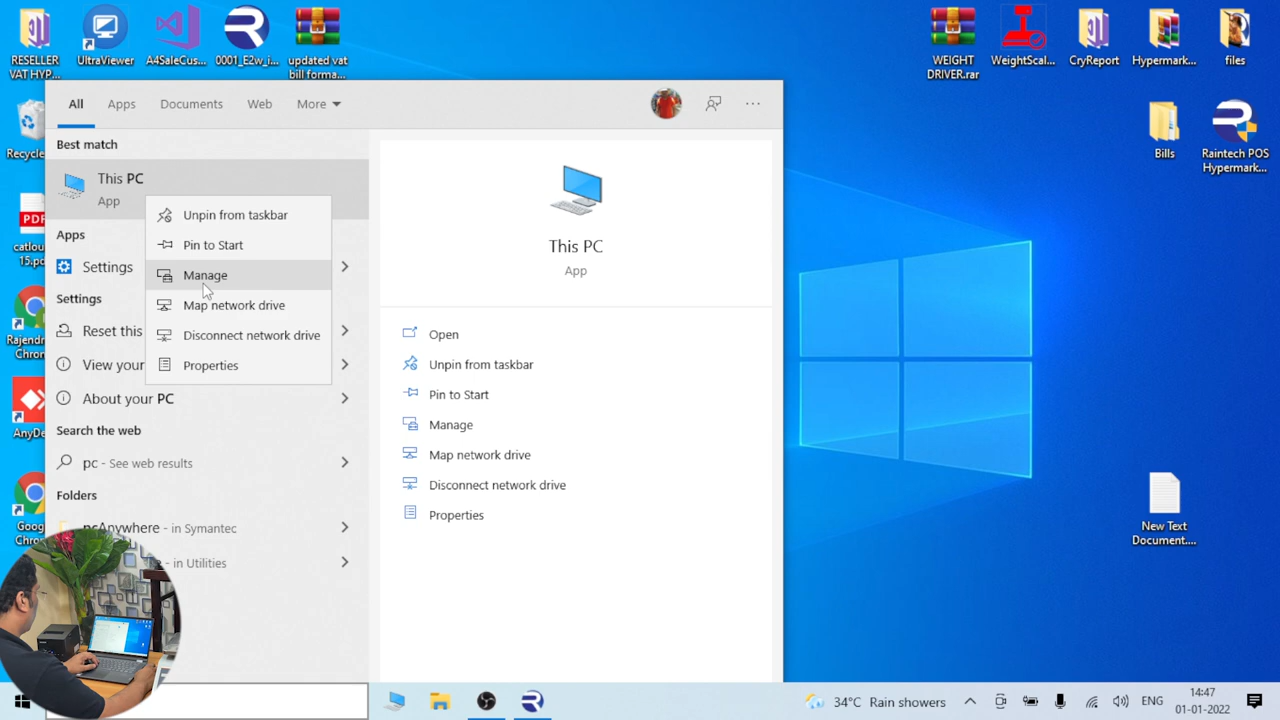 RESELLER
VAT HYP...
UltraViewer
A4SaleCus...
0001_E2w_i...
updated vat
bill forma...
WEIGHT
DRIVER.rar
WeightScal...
CryReport
Hypermark...
files
All
Apps
Documents
Web
More
Best match
This PC
App
Unpin from taskbar
Pin to Start
Manage
Map network drive
Disconnect network drive
Properties
Apps
Settings
Settings
Reset this
View your
About your PC
Search the web
pc - See web results
Folders
pcAnywhere - in Symantec
- in Utilities
This PC
App
Open
Unpin from taskbar
Pin to Start
Manage
Map network drive
Disconnect network drive
Properties
Recycle
PDF
catlou
15.pd
Rajend
Chron
AnyDe
Goog
Chro
Bills
Raintech POS
Hypermark...
New Text
Document....
34°C Rain showers
ENG
14:47
01-01-2022